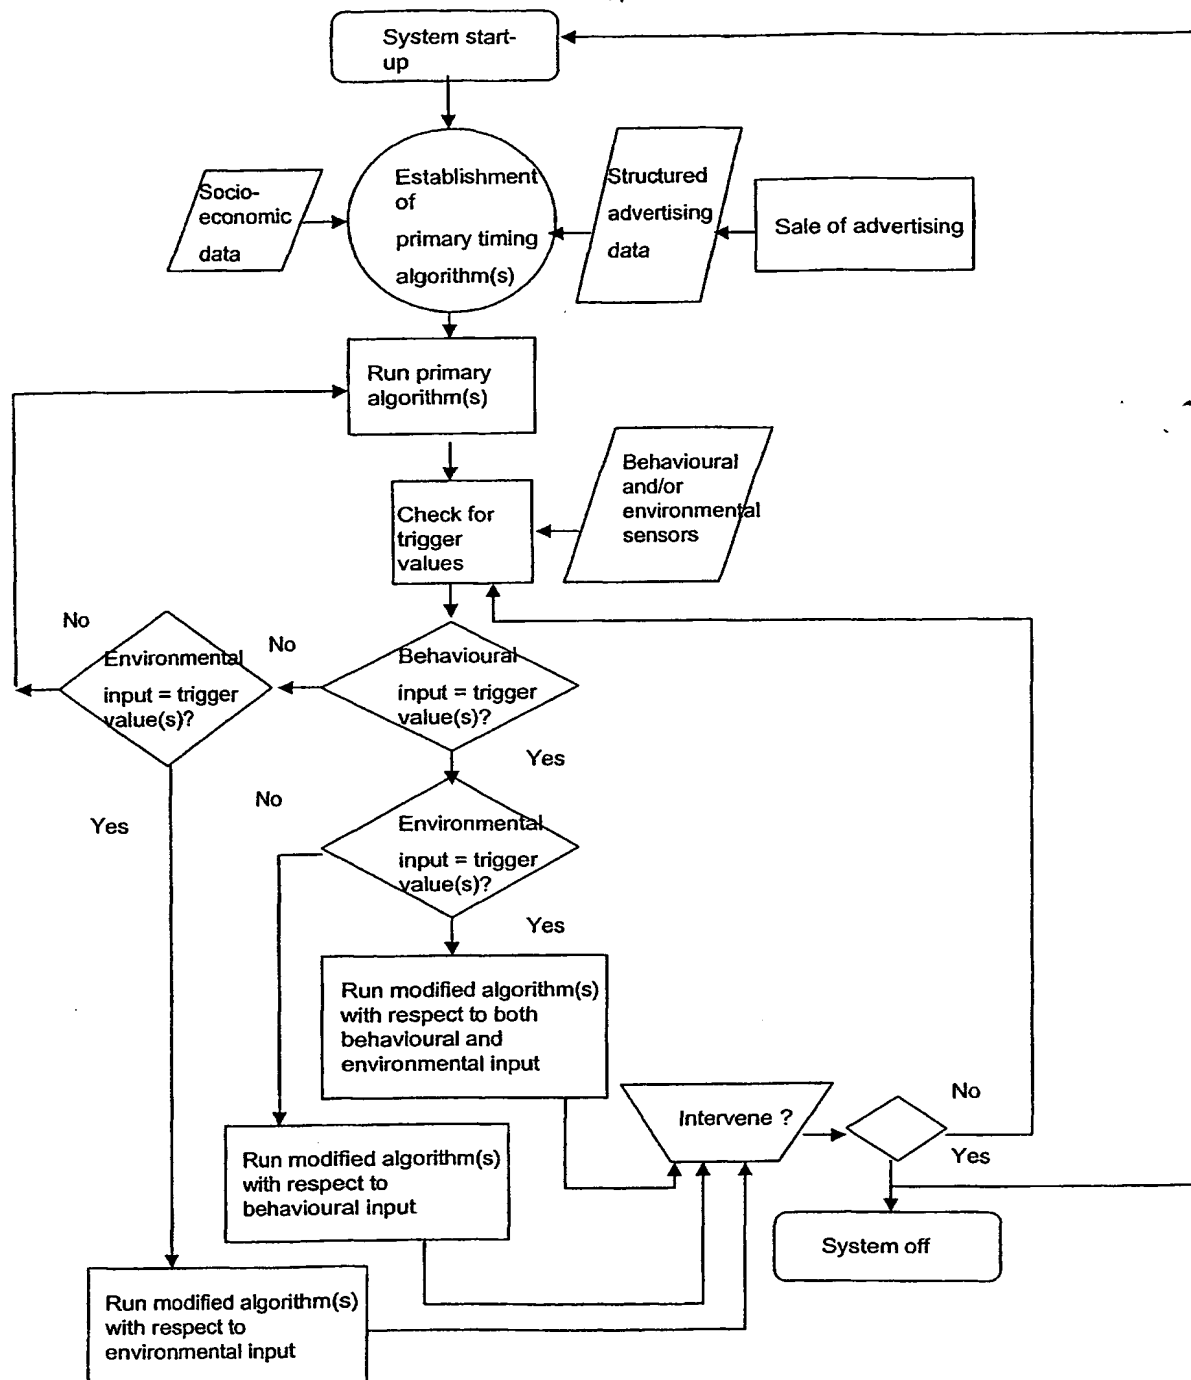 System start-
up
Socio-
economic
data
Establishment
of
primary timing
algorithm(s)
Structured
advertising
data
Sale of advertising
Run primary
algorithm(s)
Behavioural
and/or
environmental
sensors
Check for
trigger
values
No
Environmental
input = trigger
value(s)?
No
Behavioural
input = trigger
value(s)?
Yes
No
Yes
Environmental
input = trigger
value(s)?
Yes
Run modified algorithm(s)
with respect to both
behavioural and
environmental input
Intervene ?
No
Yes
Run modified algorithm(s)
with respect to
behavioural input
System off
Run modified algorithm(s)
with respect to
environmental input